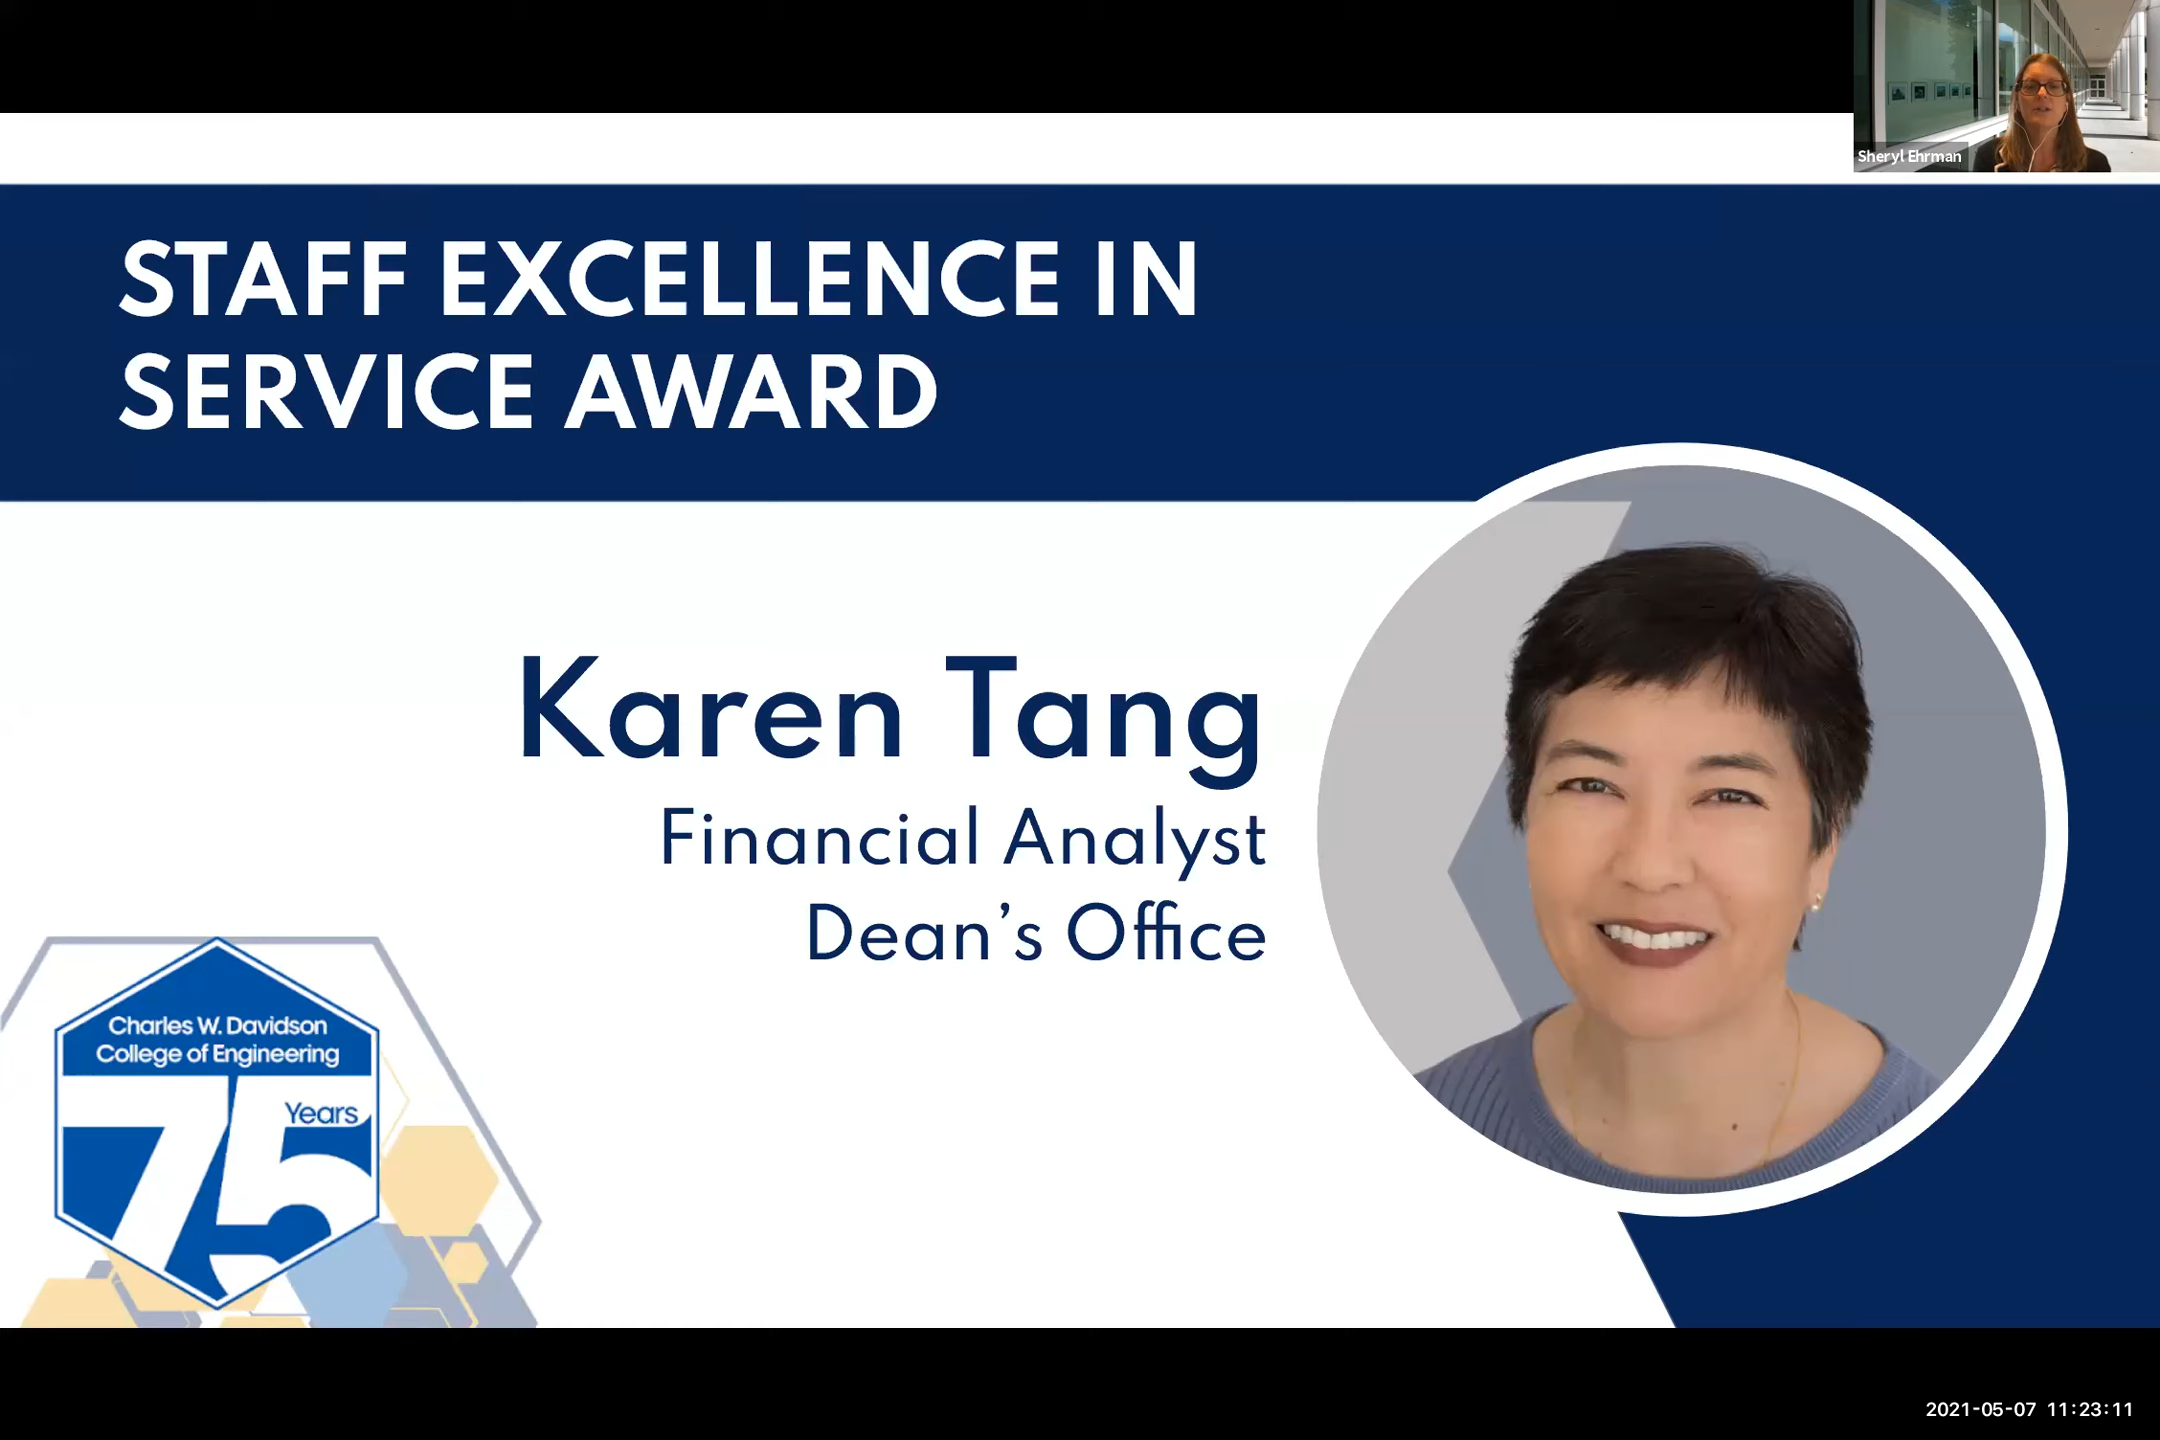 Sheryl Ehrman
STAFF EXCELLENCE IN
SERVICE AWARD
Karen Tang
Financial Analyst
Dean’s Office
Charles W. Davidson
College of Engineering
75
Years
2021-05-07 11:23:11